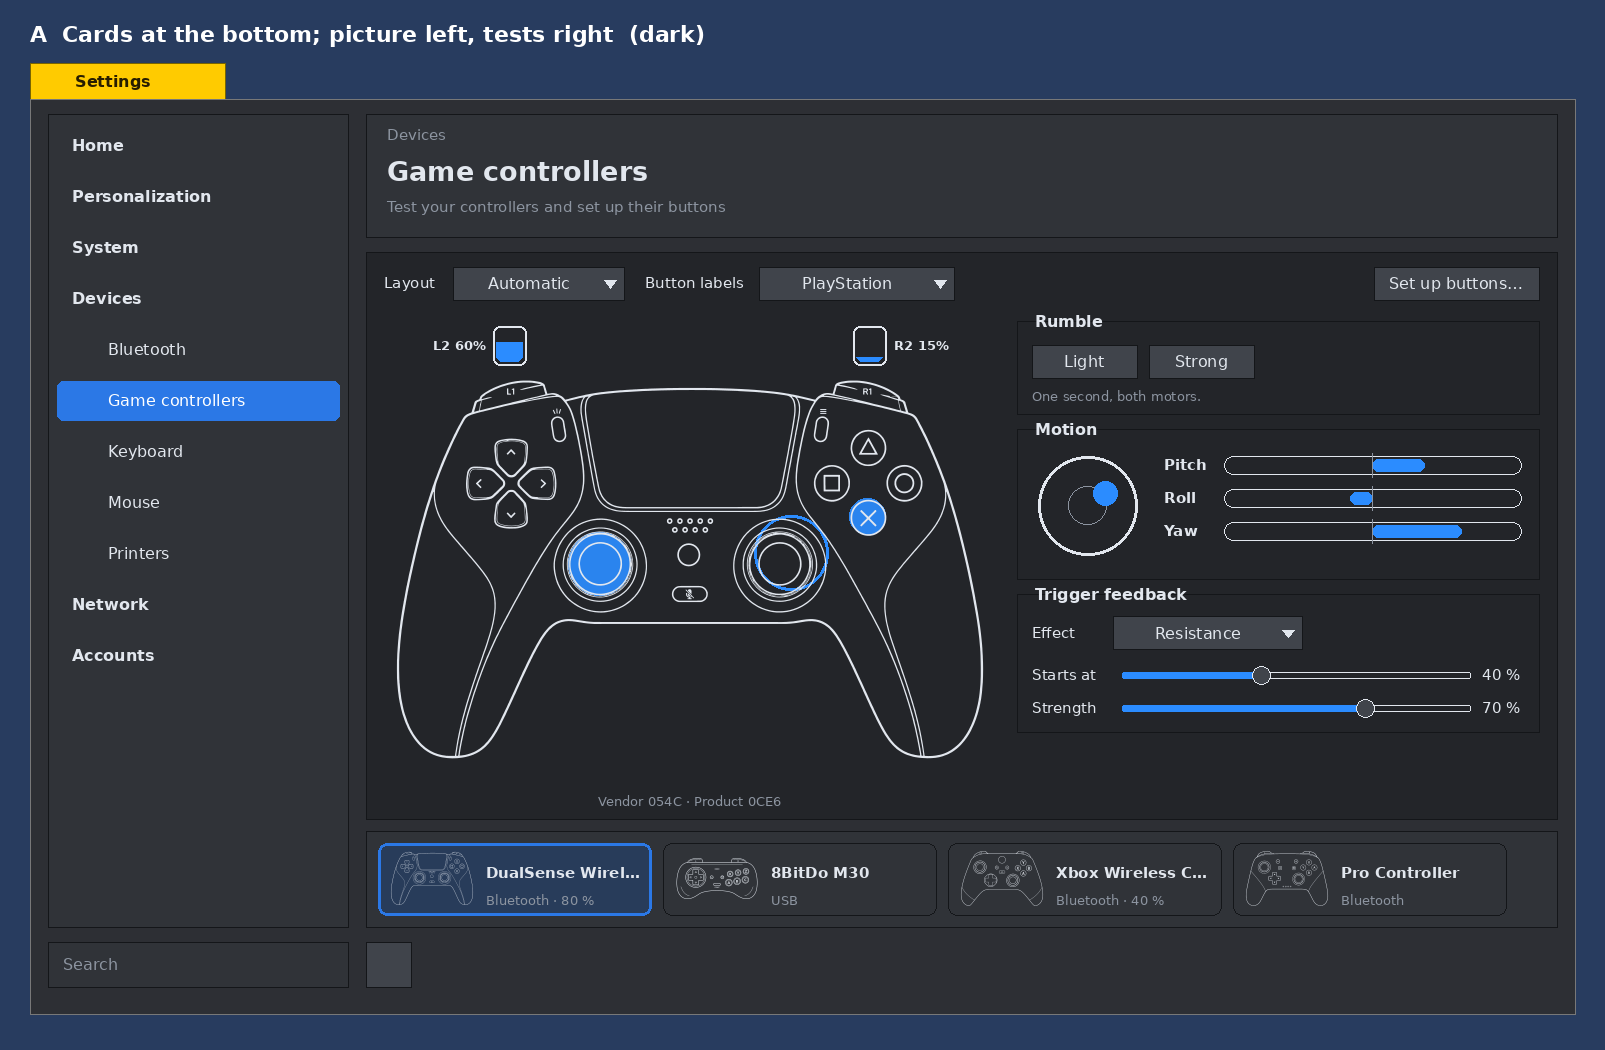 A Cards at the bottom; picture left, tests right (dark)
Settings
Home
Personalization
System
Devices
Bluetooth
Game controllers
Keyboard
Mouse
Printers
Network
Accounts
Search
Devices
Game controllers
Test your controllers and set up their buttons
Layout
Automatic
Button labels
PlayStation
Set up buttons...
L2 60%
R2 15%
L1
R1
Vendor 054C · Product 0CE6
Rumble
Light
Strong
One second, both motors.
Motion
Pitch
Roll
Yaw
Trigger feedback
Effect
Resistance
Starts at
40 %
Strength
70 %
DualSense Wirel...
Bluetooth · 80 %
8BitDo M30
USB
Xbox Wireless C...
Bluetooth · 40 %
Pro Controller
Bluetooth